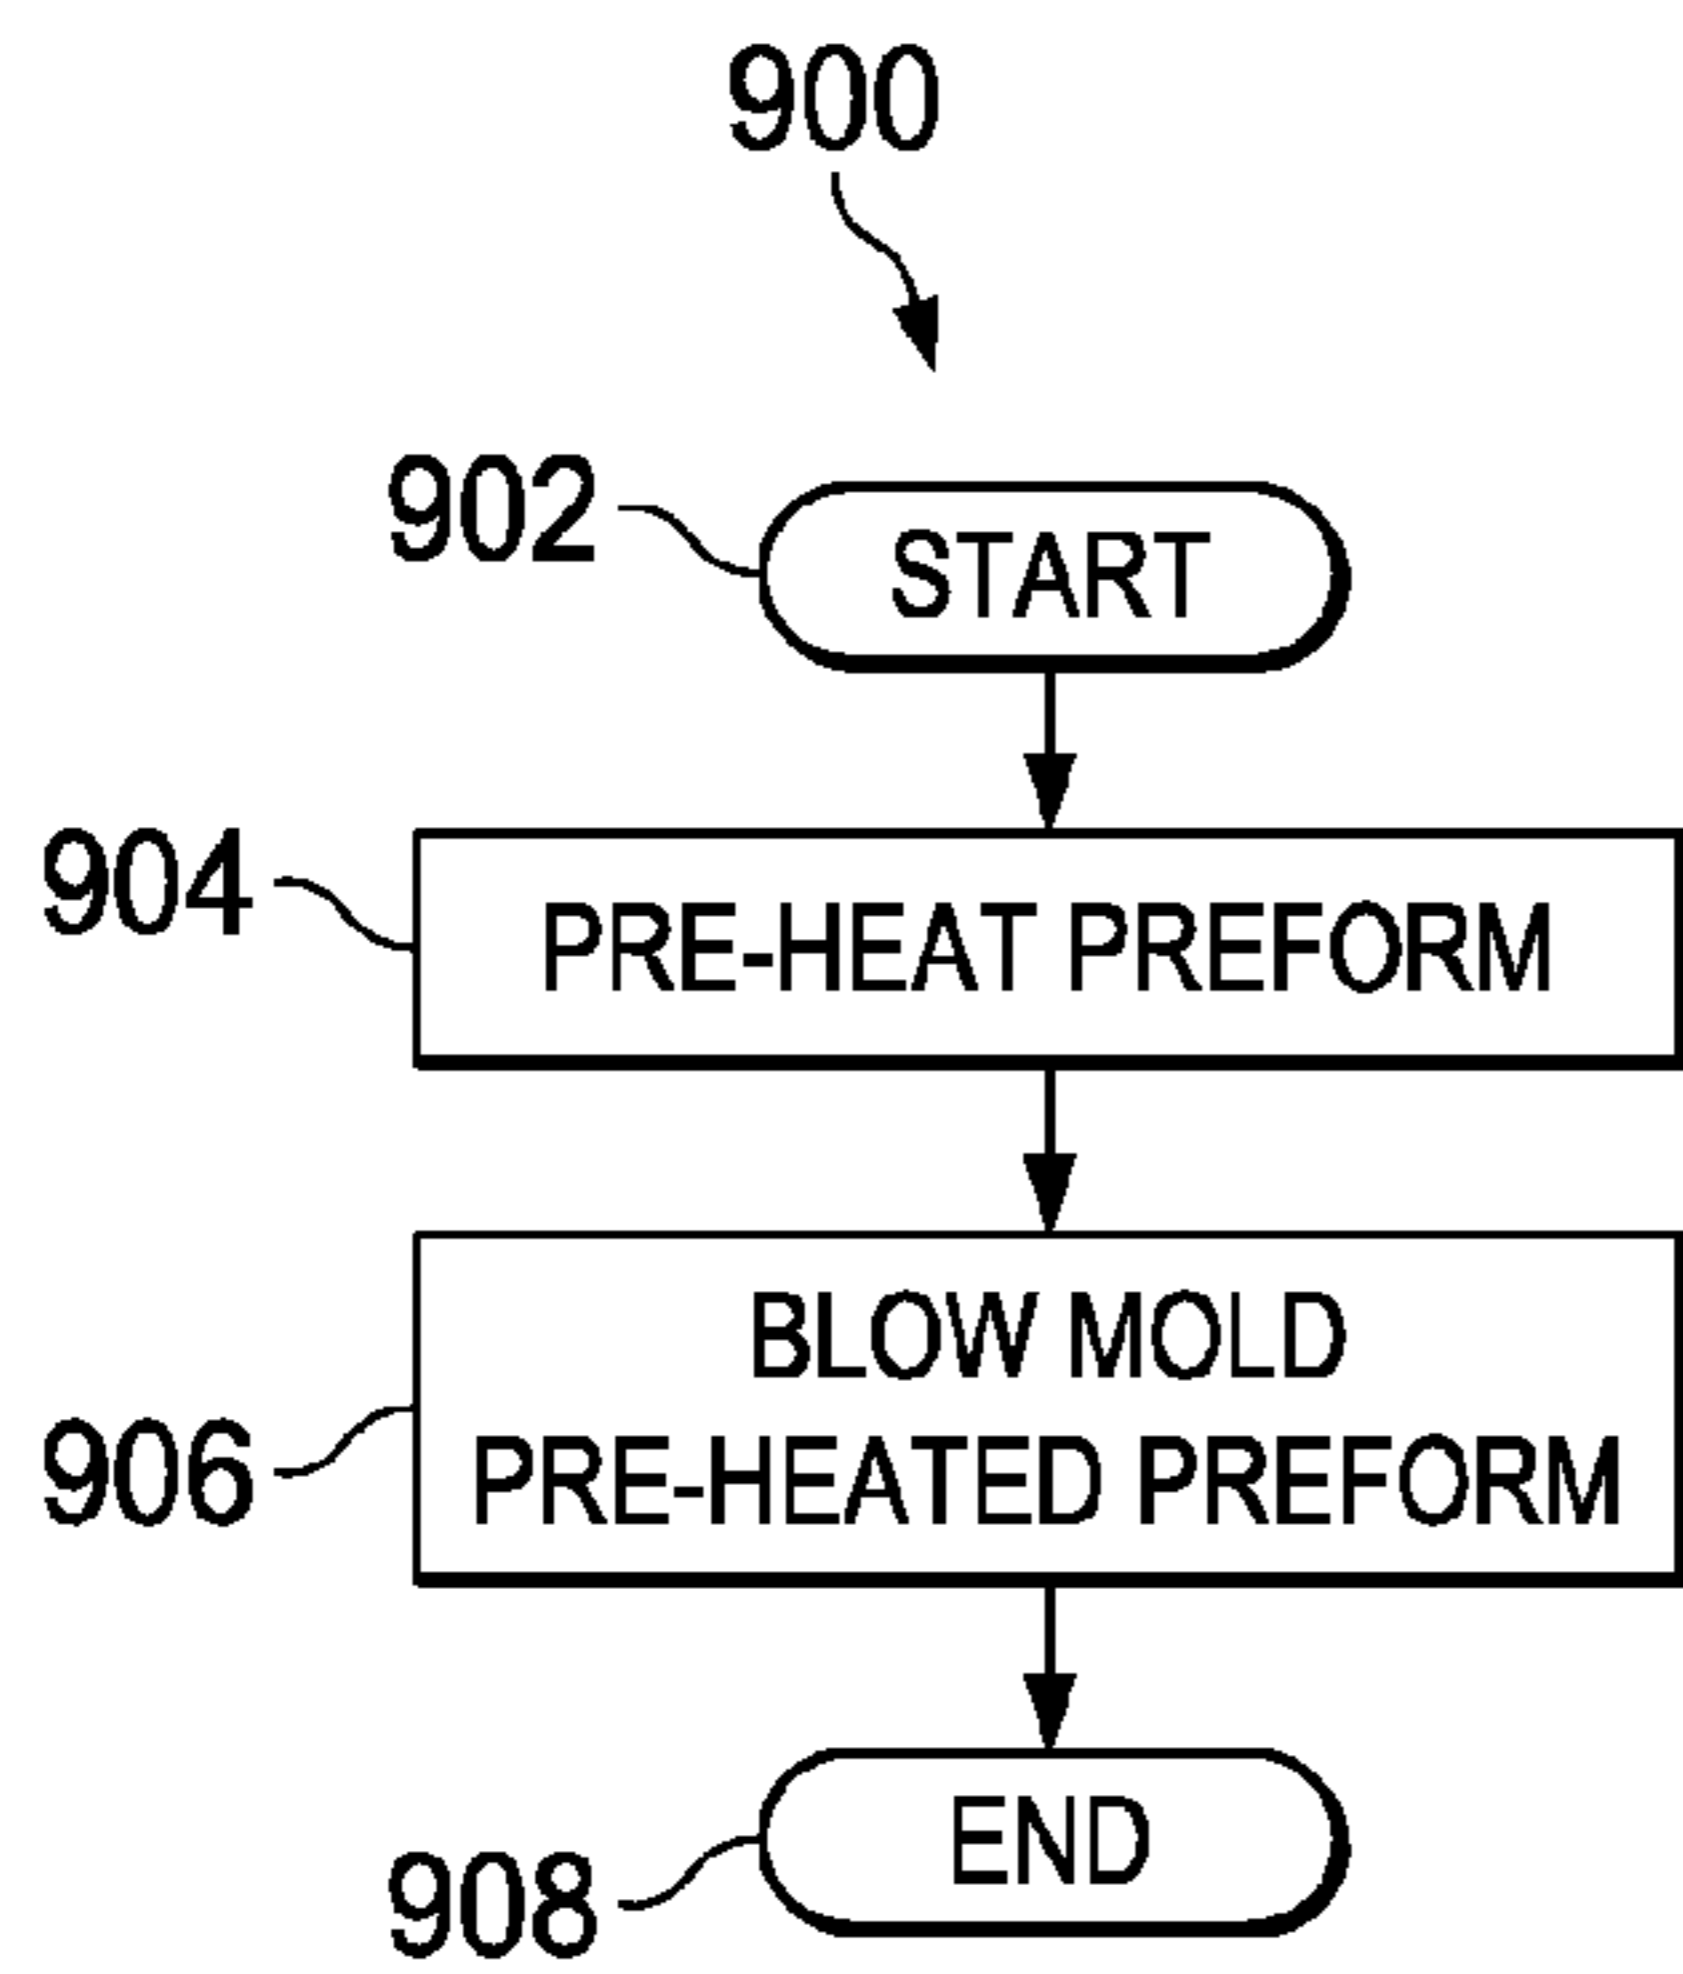 900
902
START
904
PRE-HEAT PREFORM
BLOW MOLD
906
PRE-HEATED PREFORM
END
908